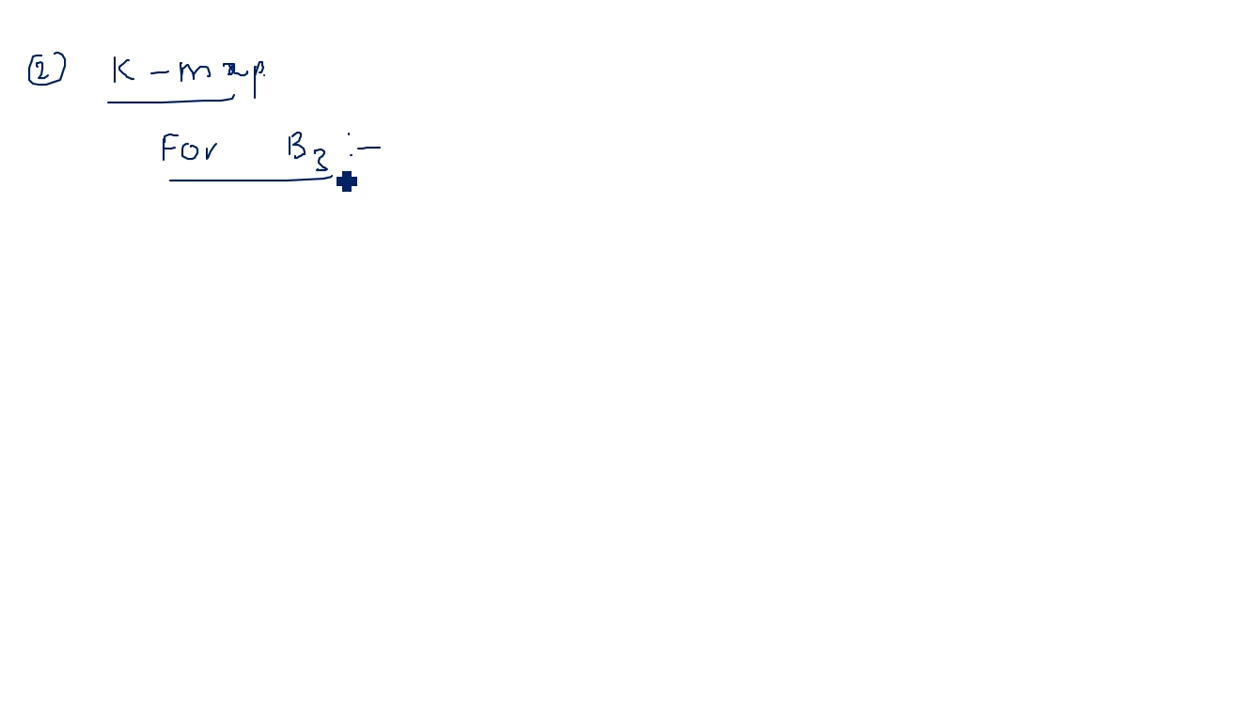 ② K - map
For B₃ :-